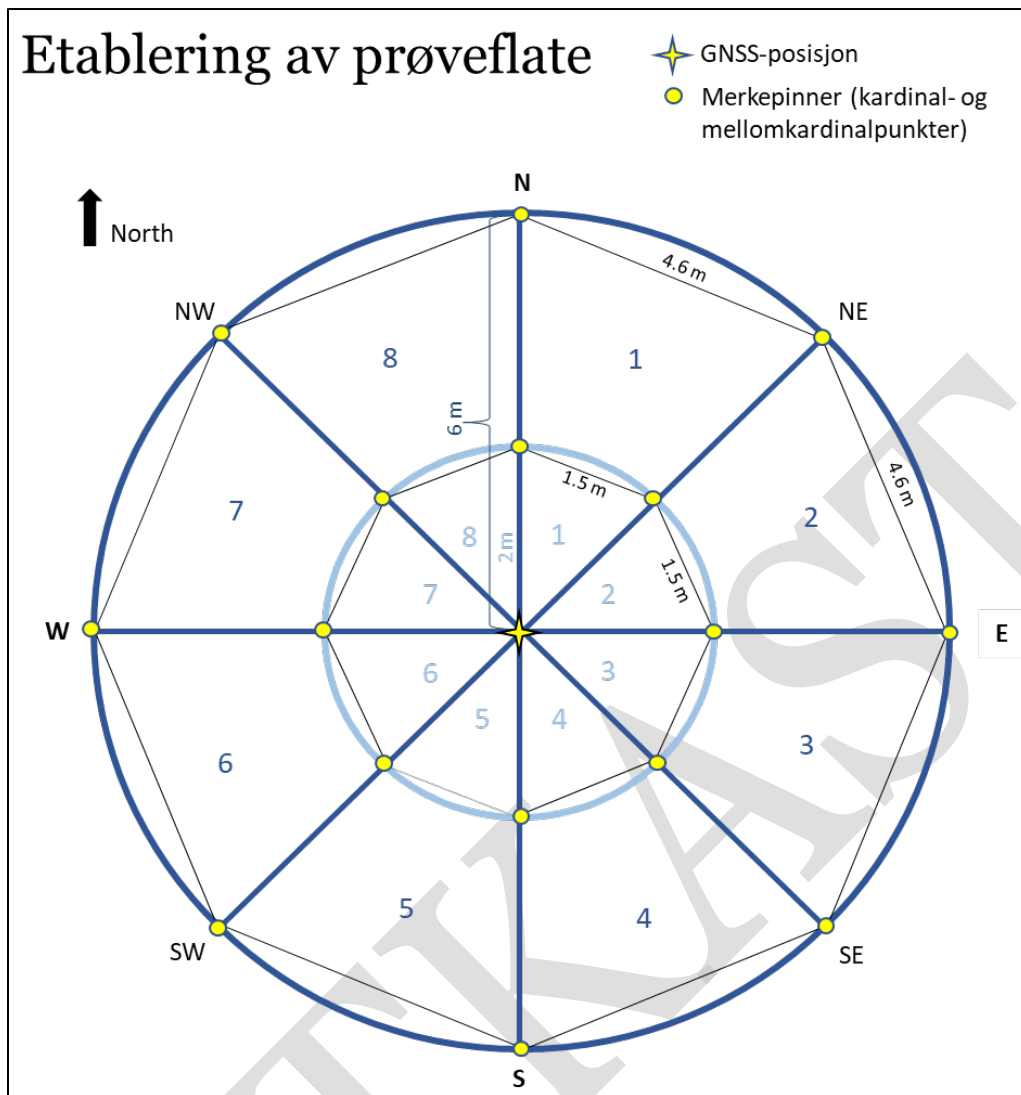 Etablering av prøveflate
GNSS-posisjon
Merkepinner (kardinal- og
mellomkardinalpunkter)
North
N
4.6 m
NW
NE
8
1
6 m
1.5 m
4.6 m
7
2
8
2 m
1
7
2
1.5 m
W
E
6
3
5
4
6
3
5
4
SW
SE
S
TKAST